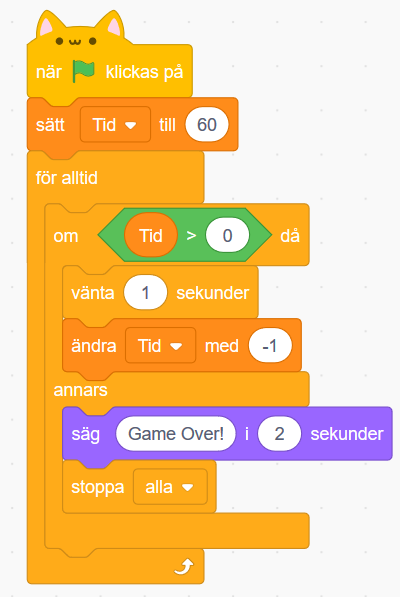 när klickas på
sätt Tid till 60
för alltid
om Tid > 0 då
vänta 1 sekunder
ändra Tid med -1
annars
säg Game Over! i 2 sekunder
stoppa alla